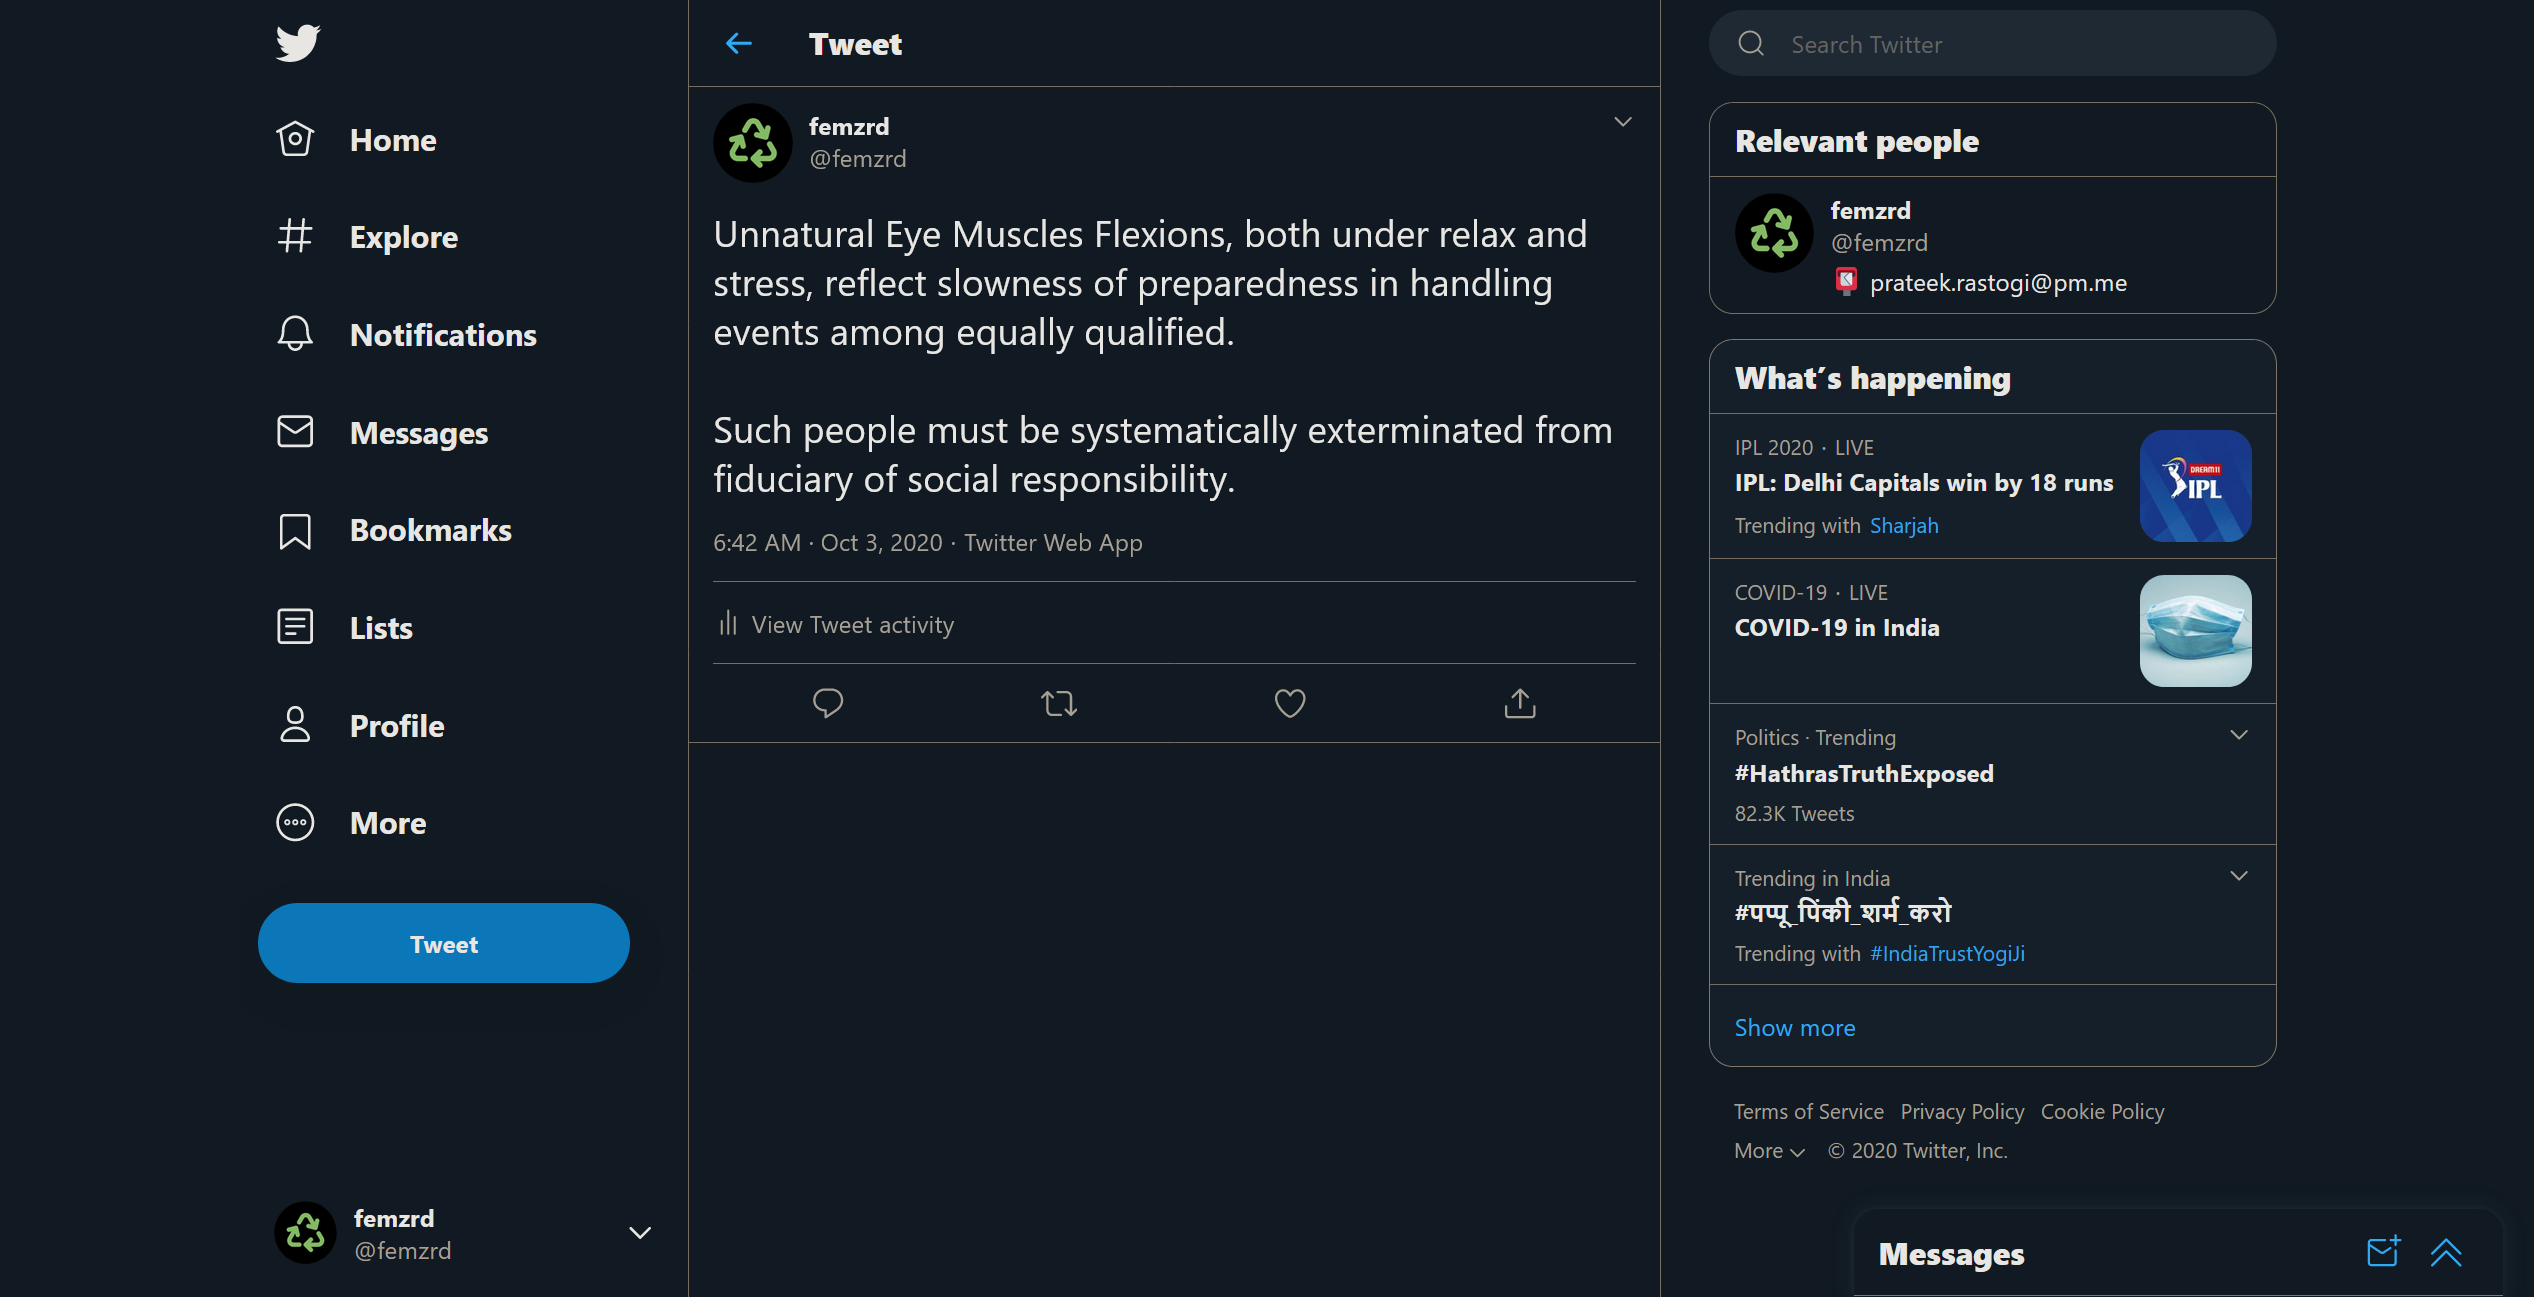 Home
Explore
Notifications
Messages
Bookmarks
Lists
Profile
More
Tweet
femzrd
@femzrd
Tweet
femzrd
@femzrd
Unnatural Eye Muscles Flexions, both under relax and
stress, reflect slowness of preparedness in handling
events among equally qualified.
Such people must be systematically exterminated from
fiduciary of social responsibility.
6:42 AM · Oct 3, 2020 · Twitter Web App
View Tweet activity
Search Twitter
Relevant people
femzrd
@femzrd
prateek.rastogi@pm.me
What's happening
IPL 2020 · LIVE
IPL: Delhi Capitals win by 18 runs
Trending with Sharjah
DREAM11
IPL
COVID-19 · LIVE
COVID-19 in India
Politics · Trending
#HathrasTruthExposed
82.3K Tweets
Trending in India
#पप्पू_पिंकी_शर्म_करो
Trending with #IndiaTrustYogiJi
Show more
Terms of Service Privacy Policy Cookie Policy
More © 2020 Twitter, Inc.
Messages